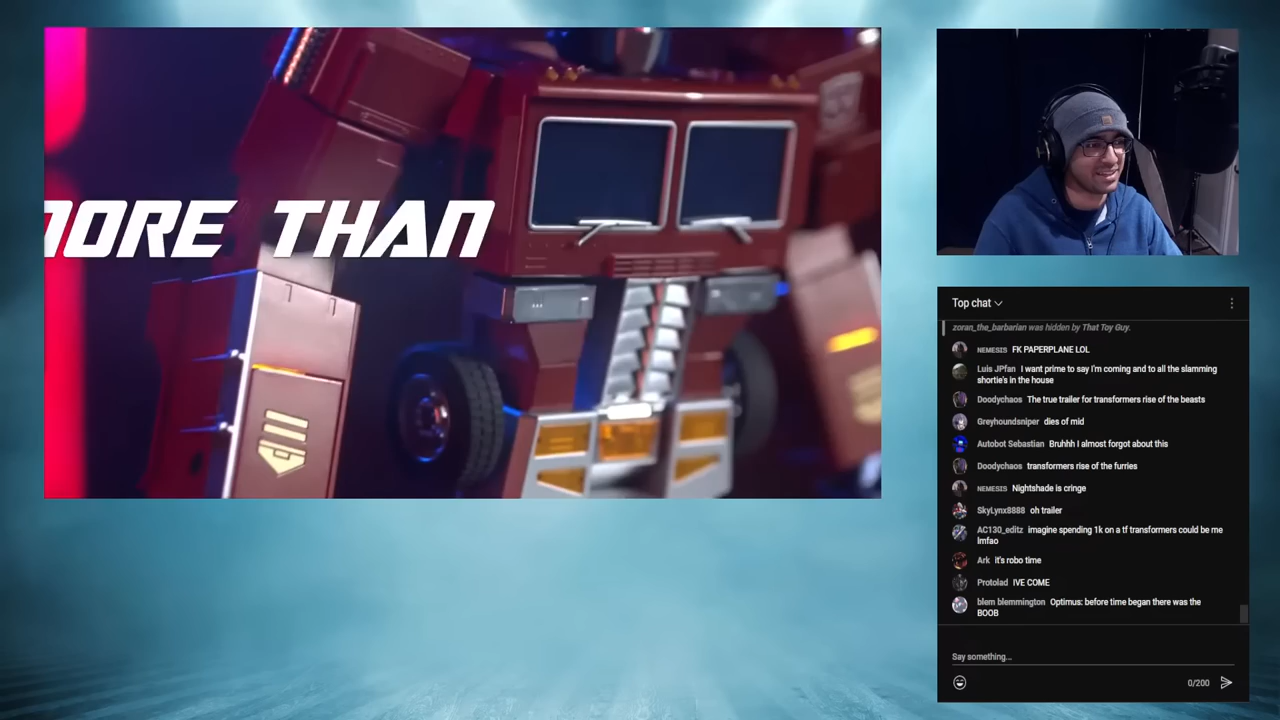 MORE THAN
Top chat
zoran_the_barbarian was hidden by That Toy Guy.
NEMESIS FK PAPERPLANE LOL
Luis JPfan I want prime to say I'm coming and to all the slamming
shortie's in the house
Doodychaos The true trailer for transformers rise of the beasts
Greyhoundsniper dies of mid
Autobot Sebastian Bruhhh I almost forgot about this
Doodychaos transformers rise of the furries
NEMESIS Nightshade is cringe
SkyLynx8888 oh trailer
AC130_editz imagine spending 1k on a tf transformers could be me
lmfao
Ark it's robo time
Protolad IVE COME
blem blemmington Optimus: before time began there was the
BOOB
Say something...
0/200